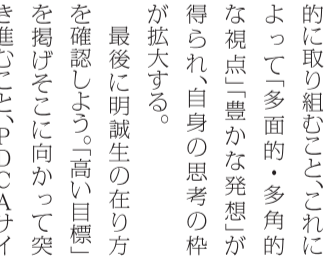 的に取り組むこと、これに
よって「多面的・多角的
な視点」「豊かな発想」が
得られ、自身の思考の枠
が拡大する。
最後に明誠生の在り方
を確認しよう。「高い目標」
を掲げそこに向かって突
き進むこと、PDCAサイ